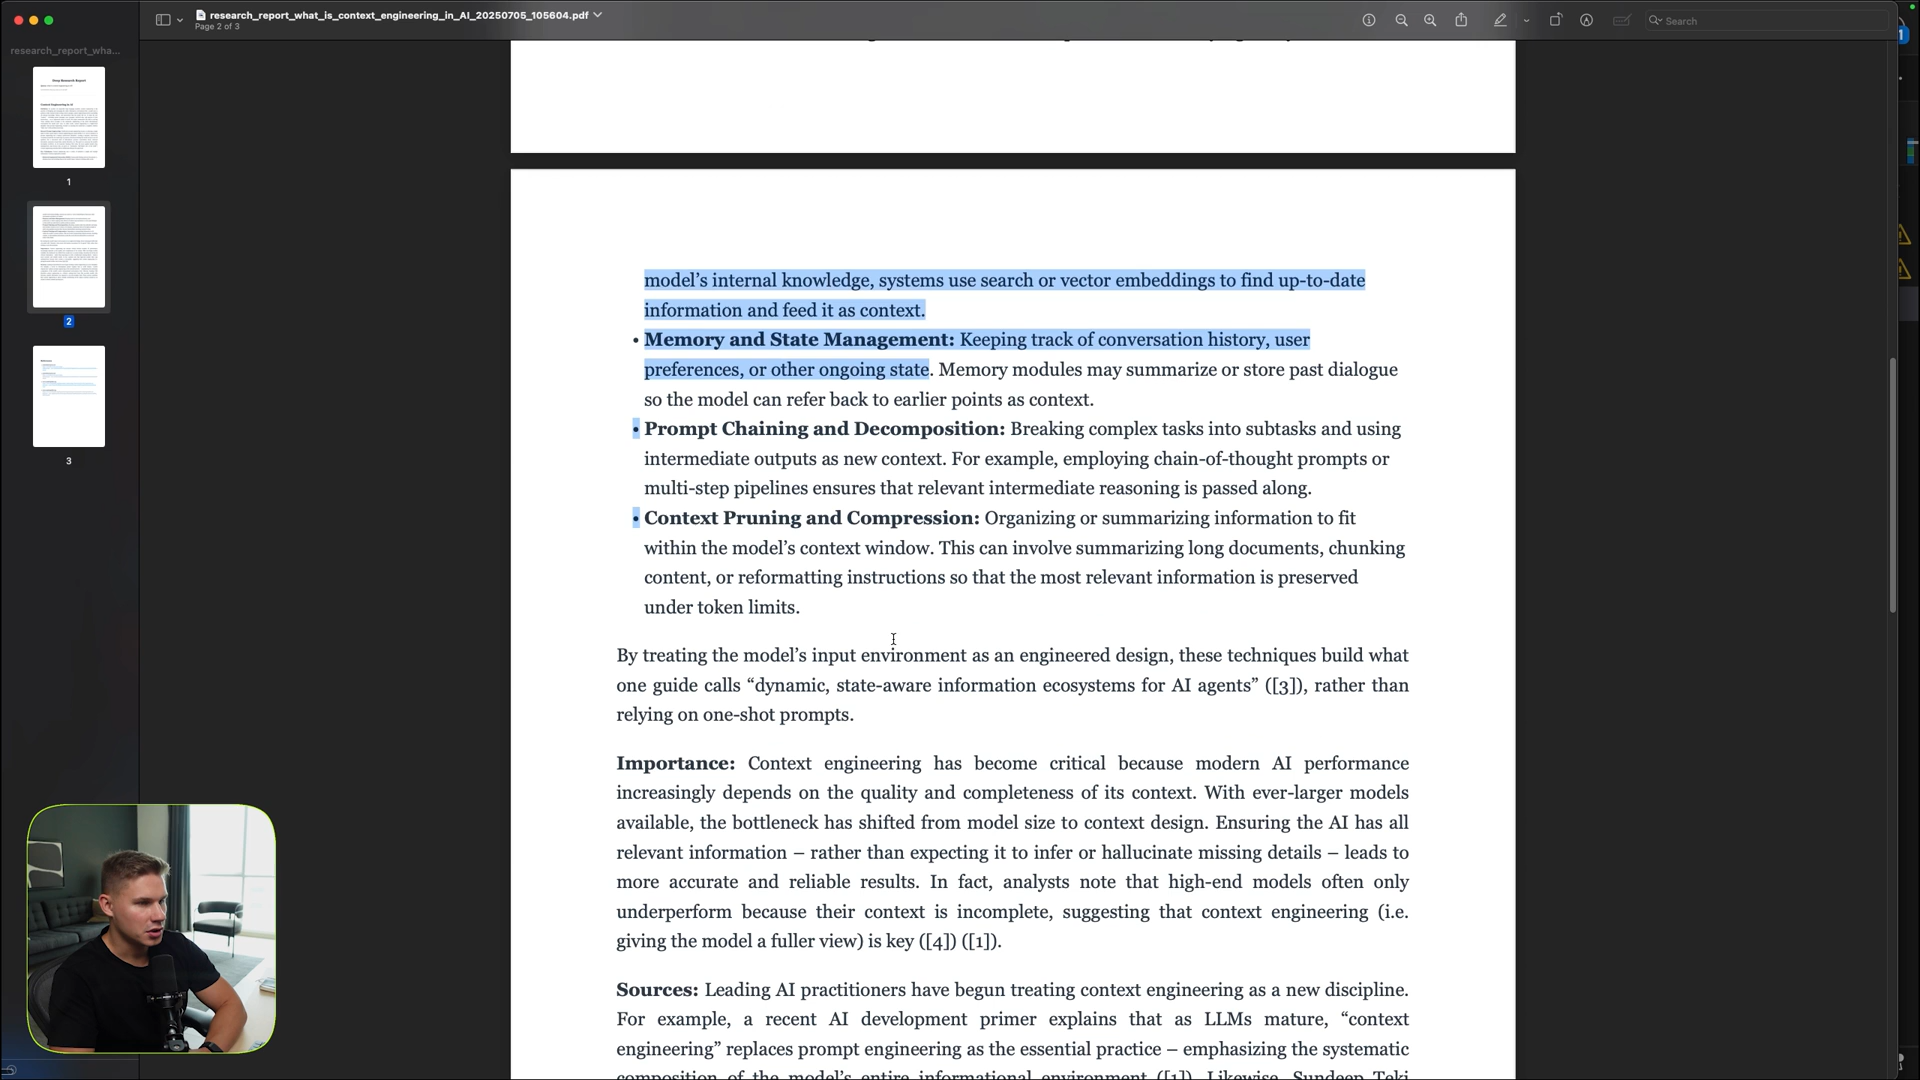 research_report_what_is_context_engineering_in_AI_20250705_105604.pdf
Page 2 of 3
Search
research_report_wha...
1
2
3
model’s internal knowledge, systems use search or vector embeddings to find up-to-date
information and feed it as context.
• Memory and State Management: Keeping track of conversation history, user
preferences, or other ongoing state. Memory modules may summarize or store past dialogue
so the model can refer back to earlier points as context.
• Prompt Chaining and Decomposition: Breaking complex tasks into subtasks and using
intermediate outputs as new context. For example, employing chain-of-thought prompts or
multi-step pipelines ensures that relevant intermediate reasoning is passed along.
• Context Pruning and Compression: Organizing or summarizing information to fit
within the model’s context window. This can involve summarizing long documents, chunking
content, or reformatting instructions so that the most relevant information is preserved
under token limits.
By treating the model’s input environment as an engineered design, these techniques build what
one guide calls “dynamic, state-aware information ecosystems for AI agents” ([3]), rather than
relying on one-shot prompts.
Importance: Context engineering has become critical because modern AI performance
increasingly depends on the quality and completeness of its context. With ever-larger models
available, the bottleneck has shifted from model size to context design. Ensuring the AI has all
relevant information – rather than expecting it to infer or hallucinate missing details – leads to
more accurate and reliable results. In fact, analysts note that high-end models often only
underperform because their context is incomplete, suggesting that context engineering (i.e.
giving the model a fuller view) is key ([4]) ([1]).
Sources: Leading AI practitioners have begun treating context engineering as a new discipline.
For example, a recent AI development primer explains that as LLMs mature, “context
engineering” replaces prompt engineering as the essential practice – emphasizing the systematic
composition of the model’s entire informational environment ([1]). Likewise, Sundeep Teki